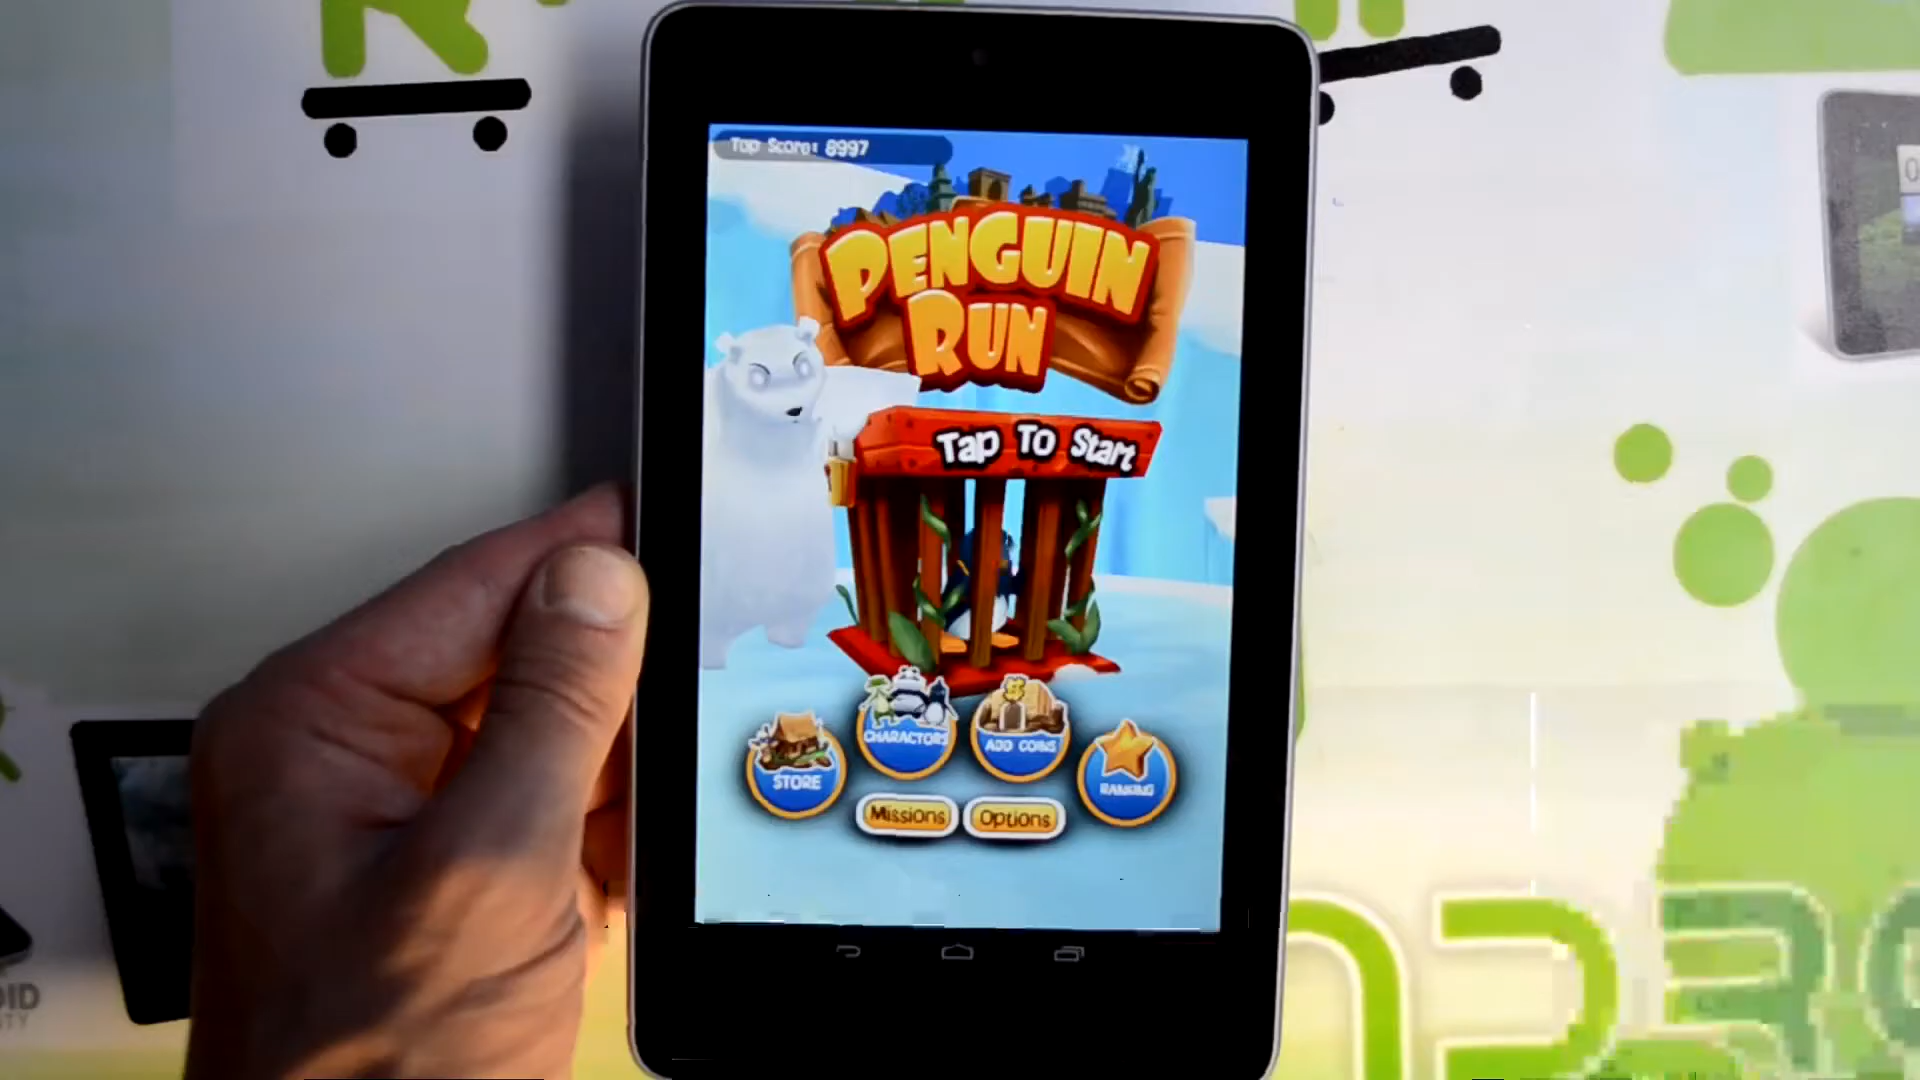 Top Score: 8997
PENGUIN
RUN
Tap To Start
CHARACTORS
ADD COINS
STORE
RANKING
Missions
Options